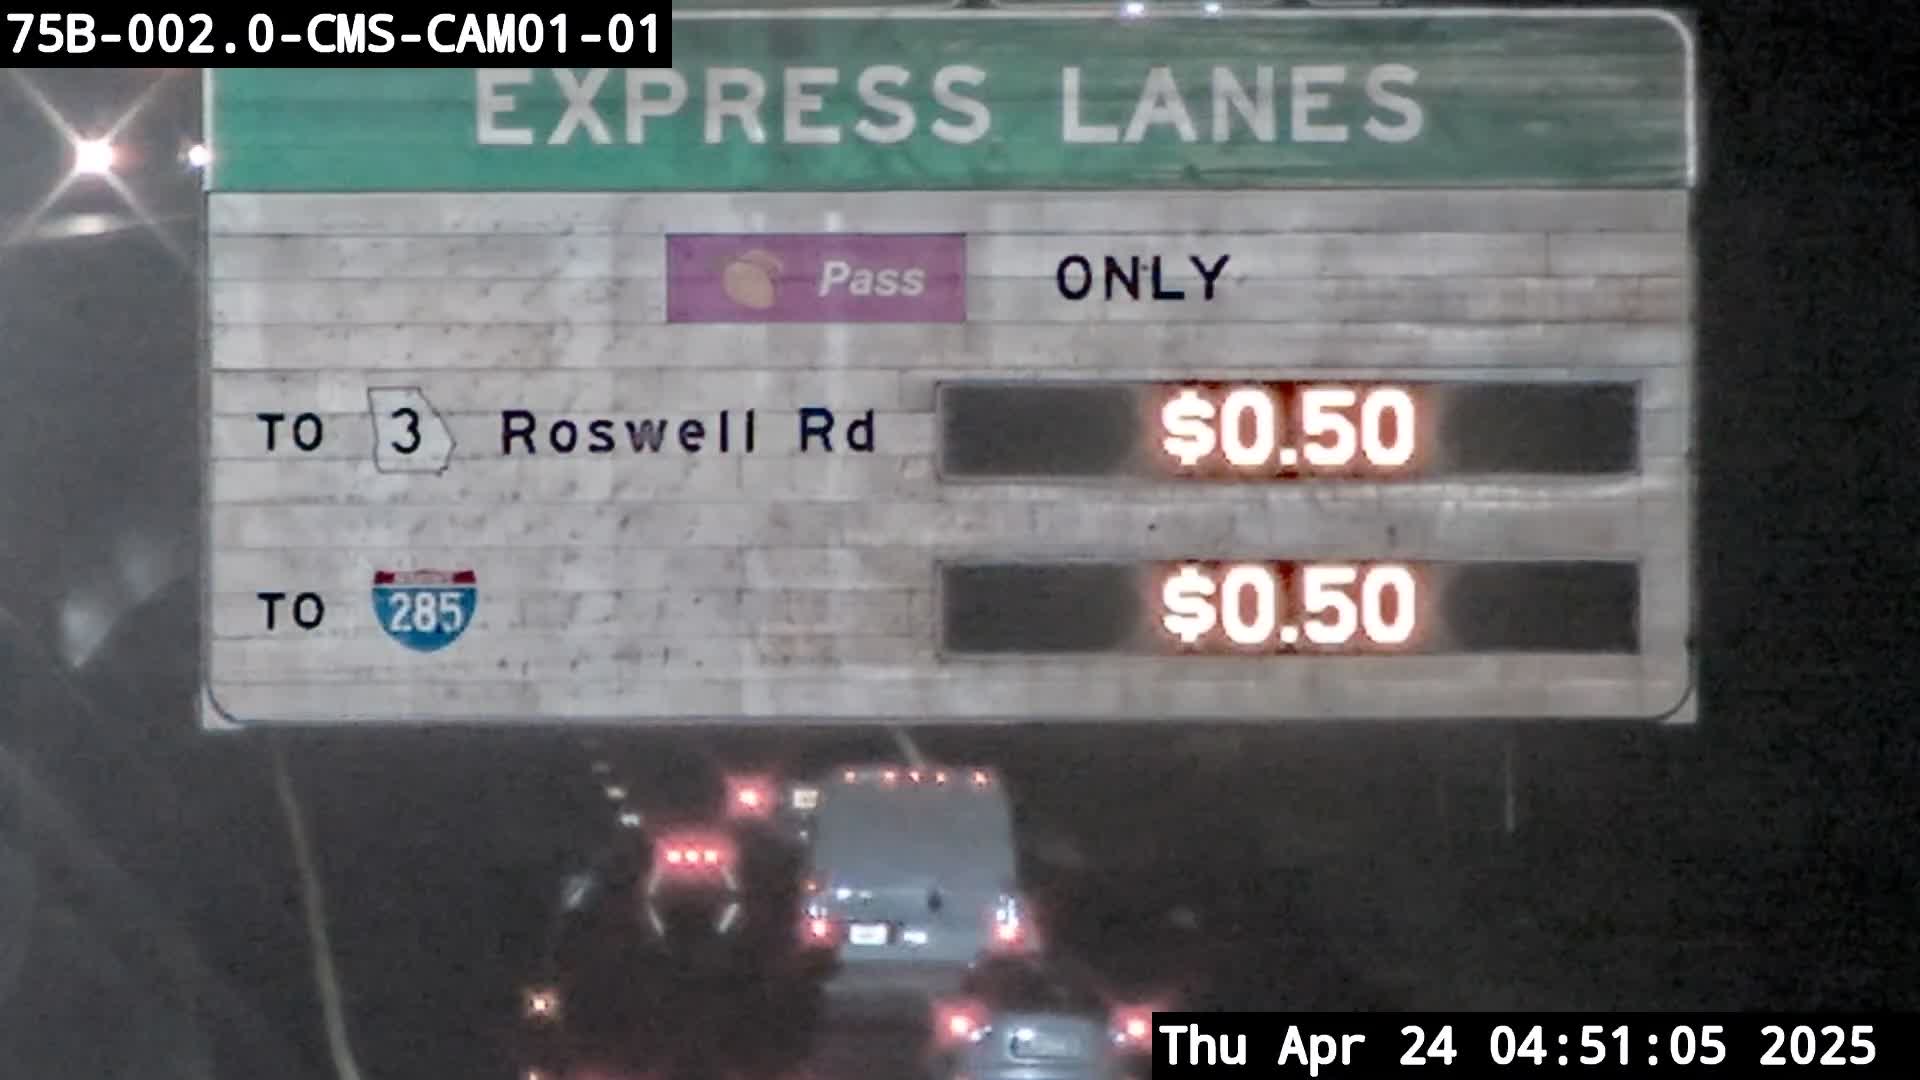 75B-002.0-CMS-CAM01-01
EXPRESS LANES
Pass ONLY
TO 3 Roswell Rd $0.50
TO 285 $0.50
Thu Apr 24 04:51:05 2025